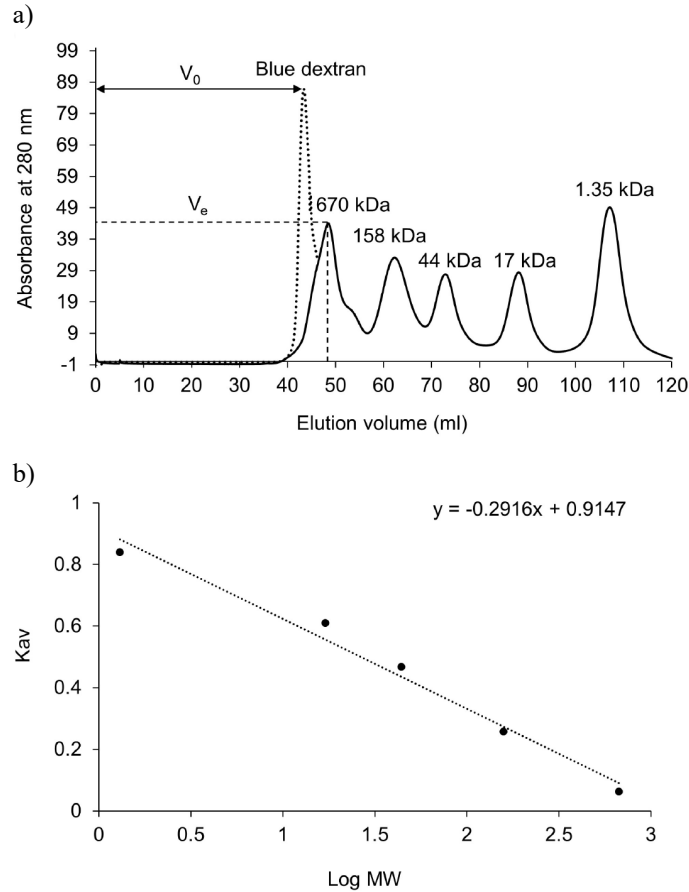 a)
99
89
79
69
59
49
39
29
19
9
-1
Absorbance at 280 nm
V0
Blue dextran
Ve
670 kDa
158 kDa
44 kDa
17 kDa
1.35 kDa
0 10 20 30 40 50 60 70 80 90 100 110 120
Elution volume (ml)
b)
y = -0.2916x + 0.9147
1
0.8
0.6
0.4
0.2
0
Kav
0 0.5 1 1.5 2 2.5 3
Log MW